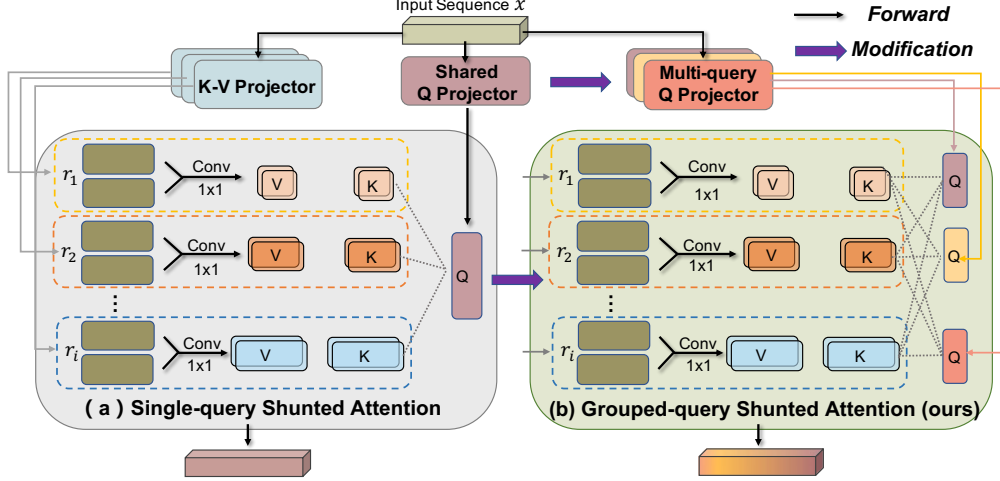 Input Sequence x
Forward
Modification
K-V Projector
Shared
Q Projector
Multi-query
Q Projector
r1
Conv
1x1
V
K
r2
Conv
1x1
V
K
⋮
ri
Conv
1x1
V
K
Q
( a ) Single-query Shunted Attention
r1
Conv
1x1
V
K
Q
r2
Conv
1x1
V
K
Q
⋮
ri
Conv
1x1
V
K
Q
(b) Grouped-query Shunted Attention (ours)